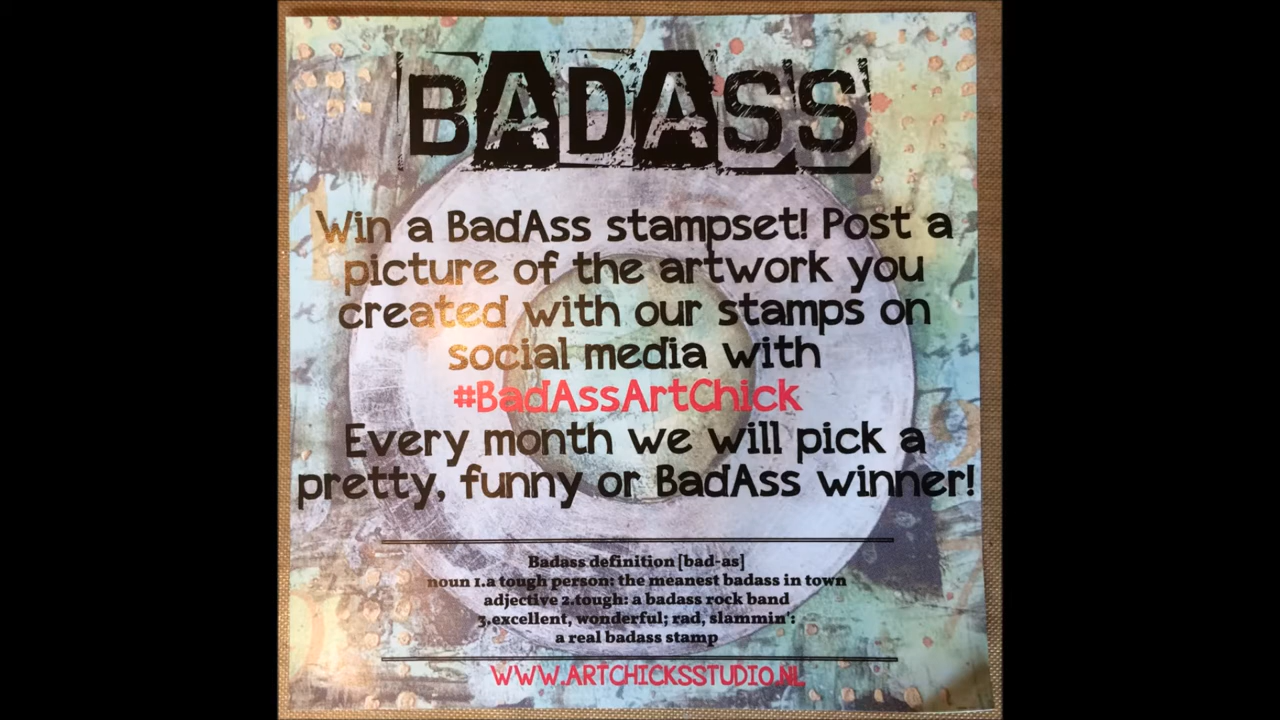 BADASS
Win a BadAss stampset! Post a
picture of the artwork you
created with our stamps on
social media with
#BadAssArtChick
Every month we will pick a
pretty, funny or BadAss winner!
Badass definition [bad-as]
noun 1.a tough person: the meanest badass in town
adjective 2.tough: a badass rock band
3.excellent, wonderful; rad, slammin':
a real badass stamp
WWW.ARTCHICKSSTUDIO.NL